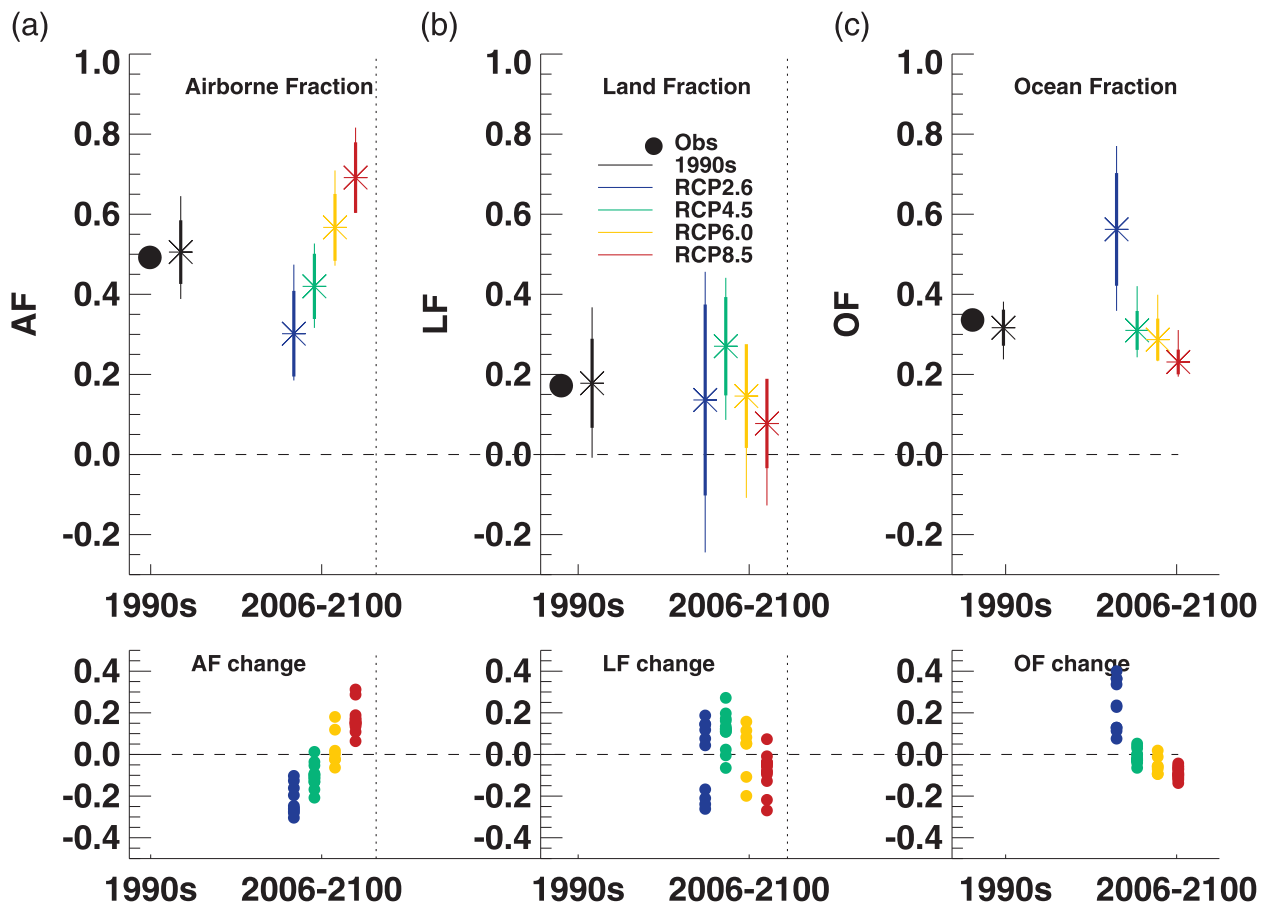 (a)
(b)
(c)
1.0
0.8
0.6
0.4
0.2
0.0
-0.2
AF
Airborne Fraction
1990s
2006-2100
1.0
0.8
0.6
0.4
0.2
0.0
-0.2
LF
Land Fraction
Obs
1990s
RCP2.6
RCP4.5
RCP6.0
RCP8.5
1990s
2006-2100
1.0
0.8
0.6
0.4
0.2
0.0
-0.2
OF
Ocean Fraction
1990s
2006-2100
0.4
0.2
0.0
-0.2
-0.4
AF change
1990s
2006-2100
0.4
0.2
0.0
-0.2
-0.4
LF change
1990s
2006-2100
0.4
0.2
0.0
-0.2
-0.4
OF change
1990s
2006-2100